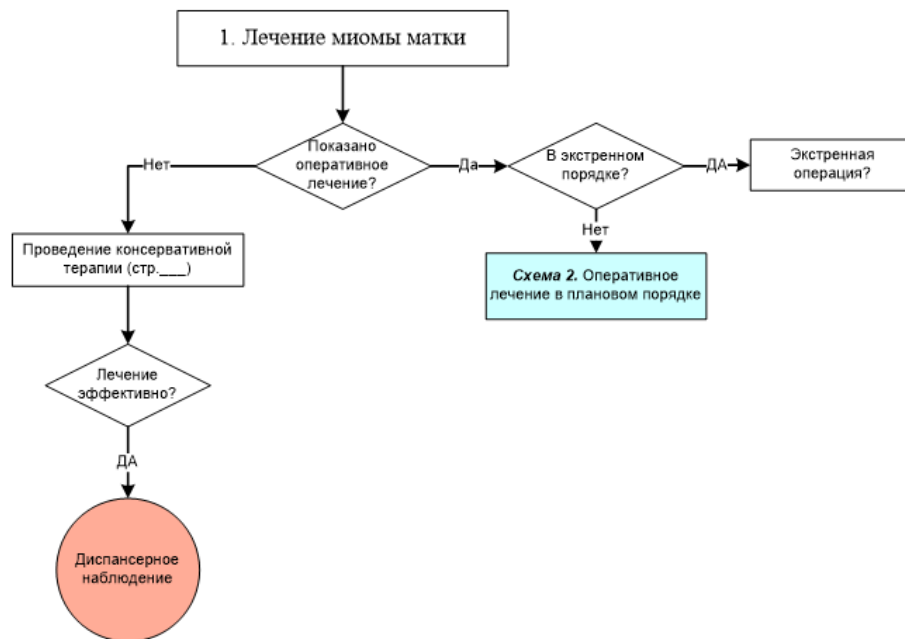 1. Лечение миомы матки
Показано
оперативное
лечение?
Нет
Да
В экстренном
порядке?
ДА
Экстренная
операция?
Нет
Проведение консервативной
терапии (стр.___)
Схема 2. Оперативное
лечение в плановом порядке
Лечение
эффективно?
ДА
Диспансерное
наблюдение